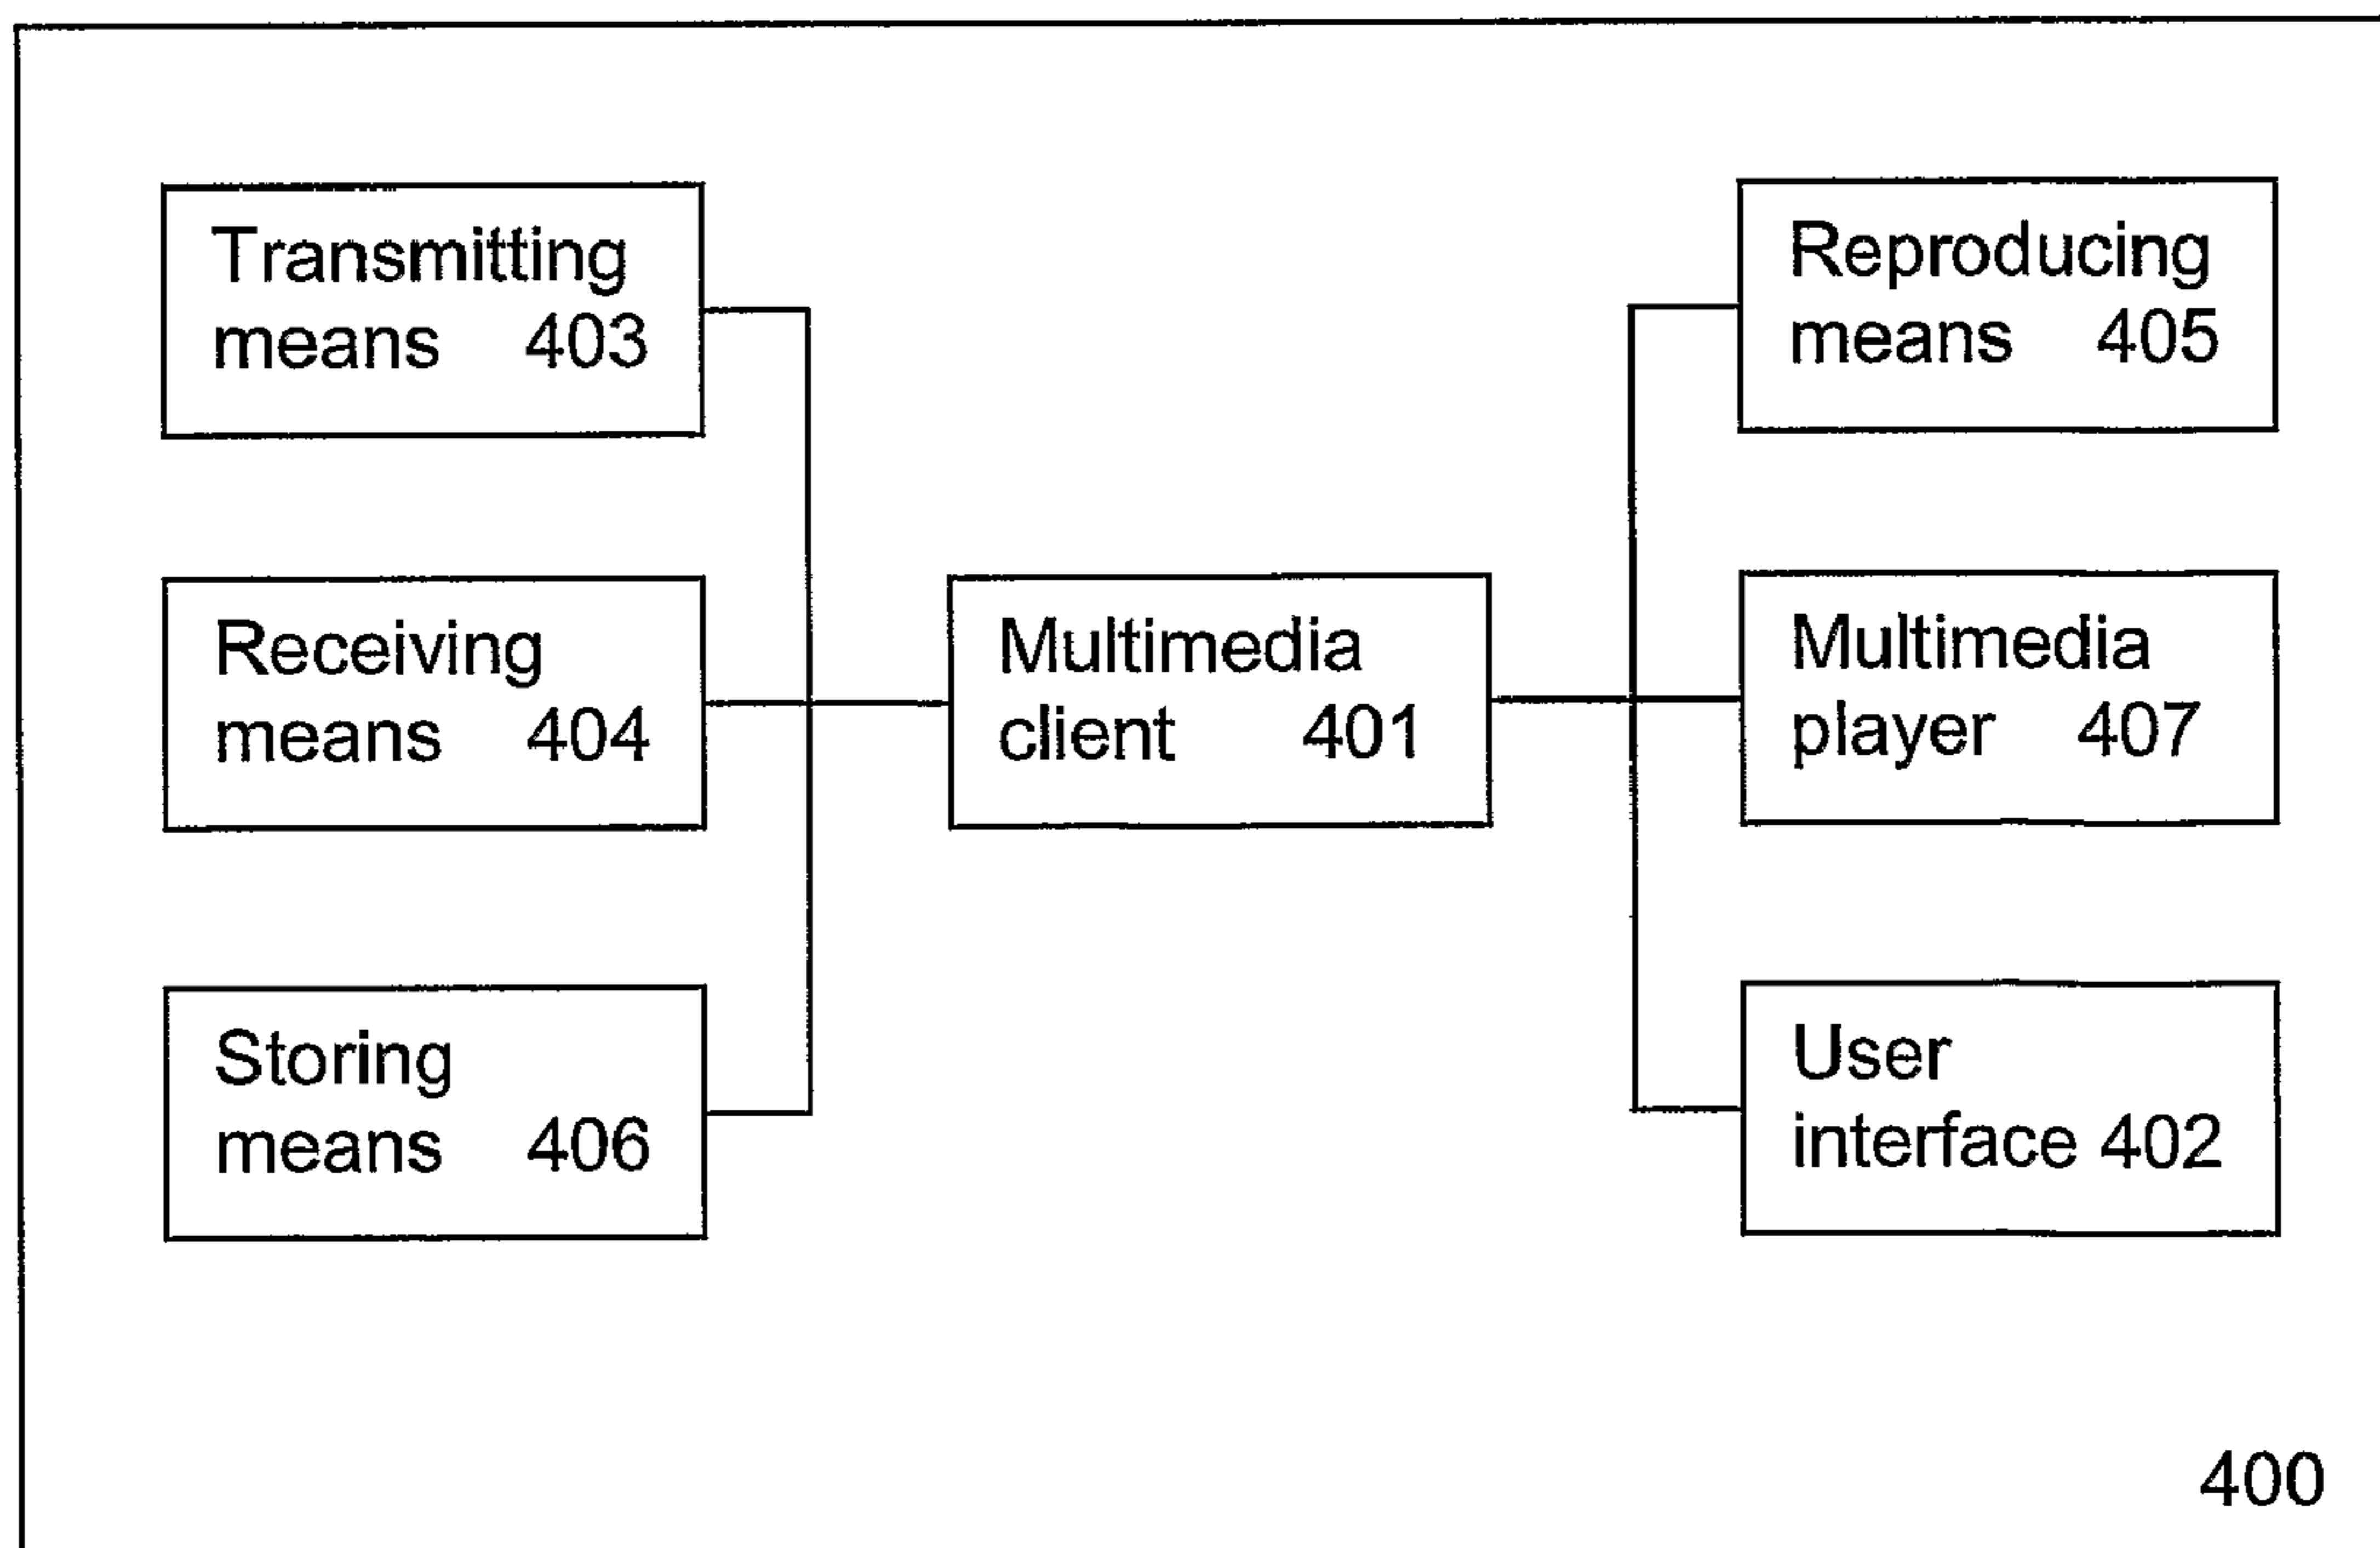 Transmitting
means 403
Reproducing
means 405
Receiving
means 404
Multimedia
client 401
Multimedia
player 407
Storing
means 406
User
interface 402
400